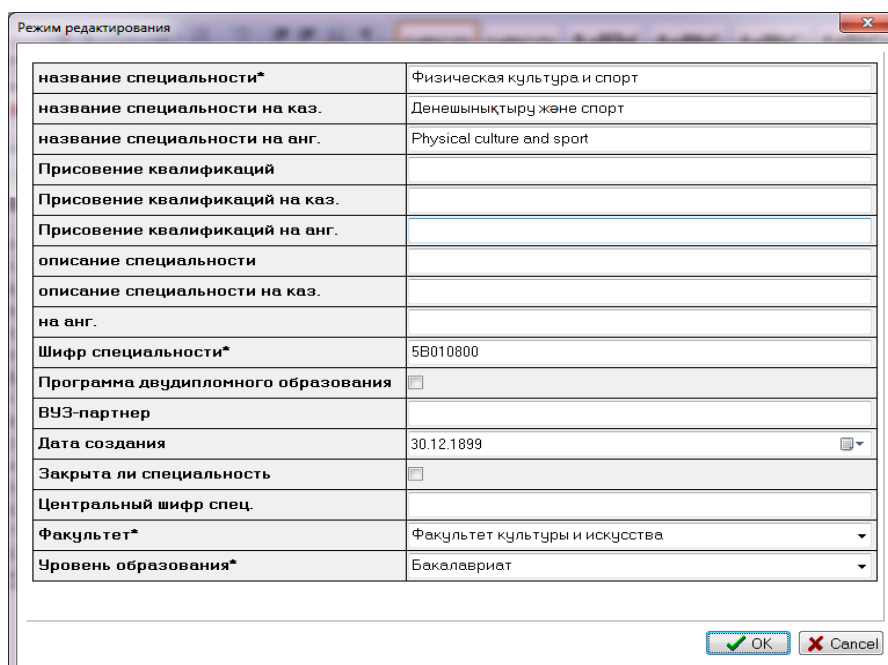 Режим редактирования
название специальности* Физическая культура и спорт
название специальности на каз. Денешынықтыру және спорт
название специальности на анг. Physical culture and sport
Присовение квалификаций
Присовение квалификаций на каз.
Присовение квалификаций на анг.
описание специальности
описание специальности на каз.
на анг.
Шифр специальности* 5B010800
Программа двудипломного образования
ВУЗ-партнер
Дата создания 30.12.1899
Закрыта ли специальность
Центральный шифр спец.
Факультет* Факультет культуры и искусства
Уровень образования* Бакалавриат
OK Cancel